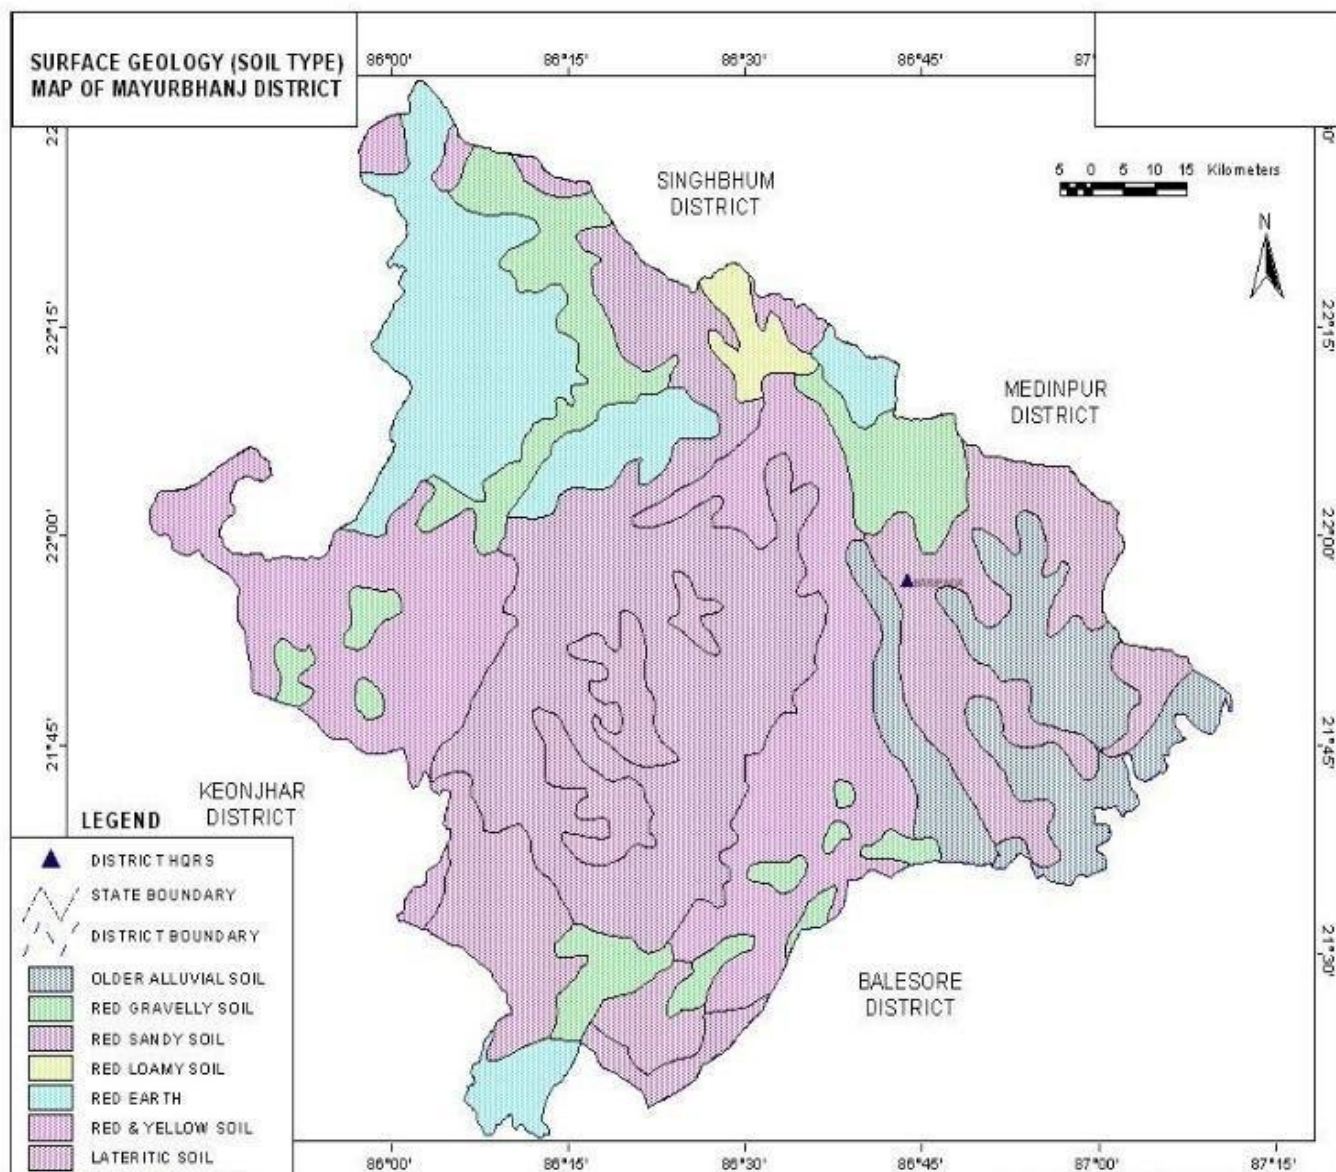 SURFACE GEOLOGY (SOIL TYPE)
MAP OF MAYURBHANJ DISTRICT
86°00' 86°15' 86°30' 86°45'
5 0 5 10 15 Kilometers
SINGHBHUM
DISTRICT
N
22°15' 22°15'
MEDINPUR
DISTRICT
22°00' 22°00'
21°45' 21°45'
KEONJHAR
DISTRICT
LEGEND
DISTRICT HQRS
STATE BOUNDARY
DISTRICT BOUNDARY
21°30'
BALESORE
DISTRICT
OLDER ALLUVIAL SOIL
RED GRAVELLY SOIL
RED SANDY SOIL
RED LOAMY SOIL
RED EARTH
RED & YELLOW SOIL
LATERITIC SOIL
86°00' 86°15' 86°30' 86°45' 87°00' 87°15'